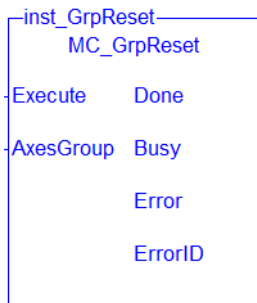 inst_GrpReset
MC_GrpReset
Execute Done
AxesGroup Busy
Error
ErrorID